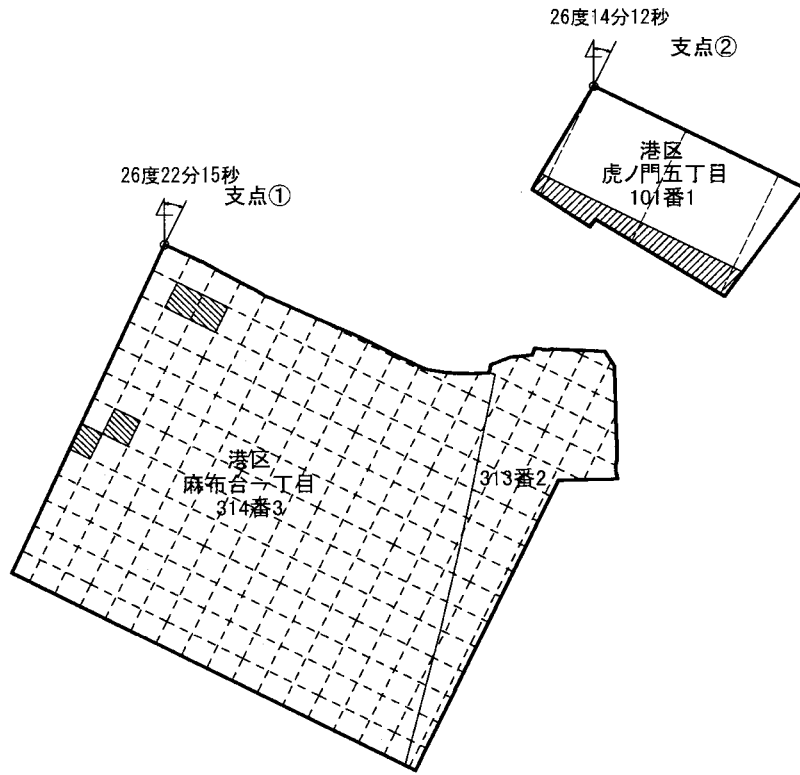 26度14分12秒
支点②
港区
虎ノ門五丁目
101番1
26度22分15秒
支点①
港区
麻布台一丁目
314番3
313番2